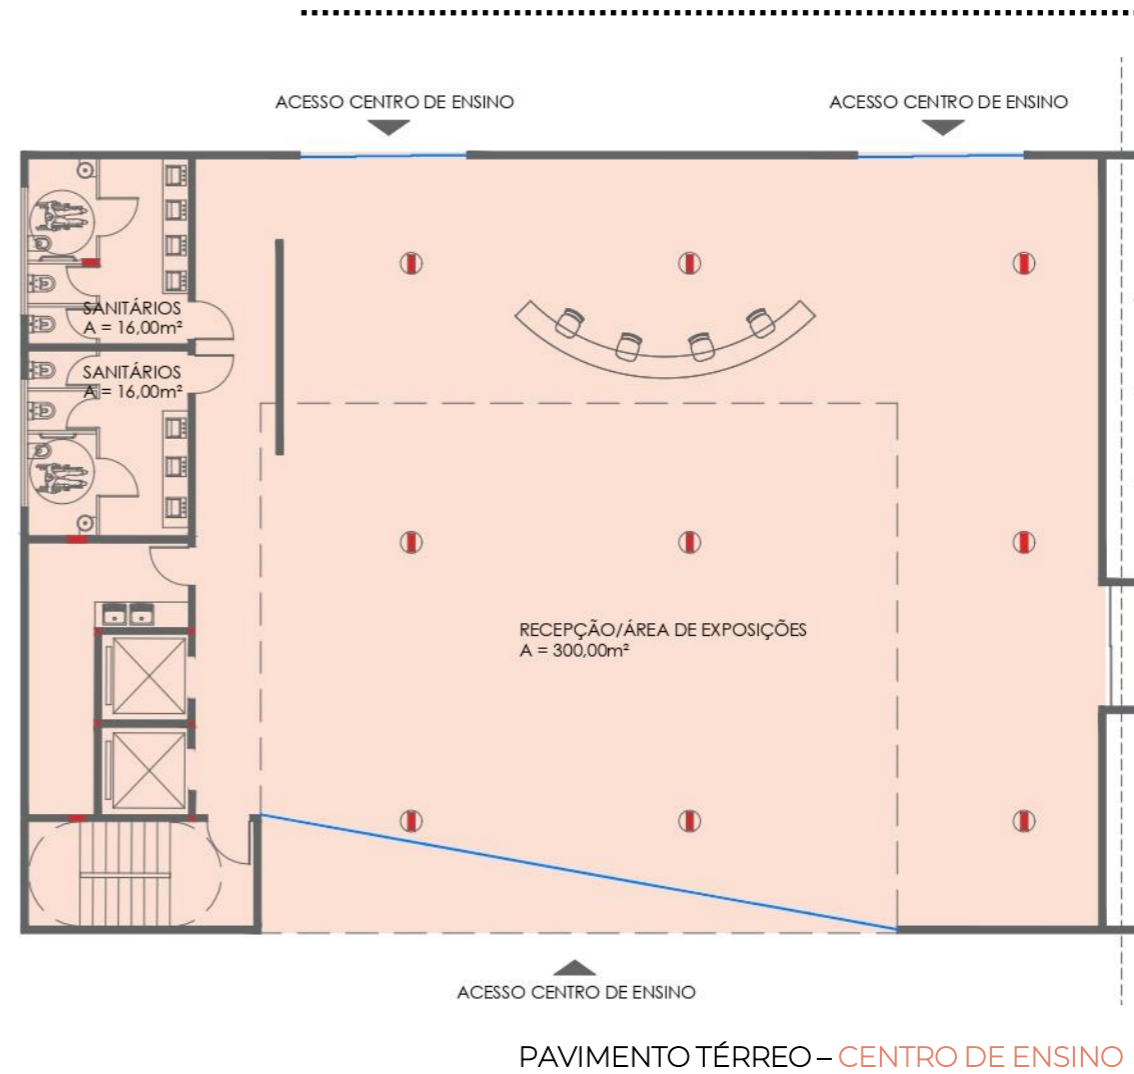 ACESSO CENTRO DE ENSINO
ACESSO CENTRO DE ENSINO
SANITÁRIOS
A = 16,00m²
SANITÁRIOS
A = 16,00m²
RECEPÇÃO/ÁREA DE EXPOSIÇÕES
A = 300,00m²
ACESSO CENTRO DE ENSINO
PAVIMENTO TÉRREO – CENTRO DE ENSINO